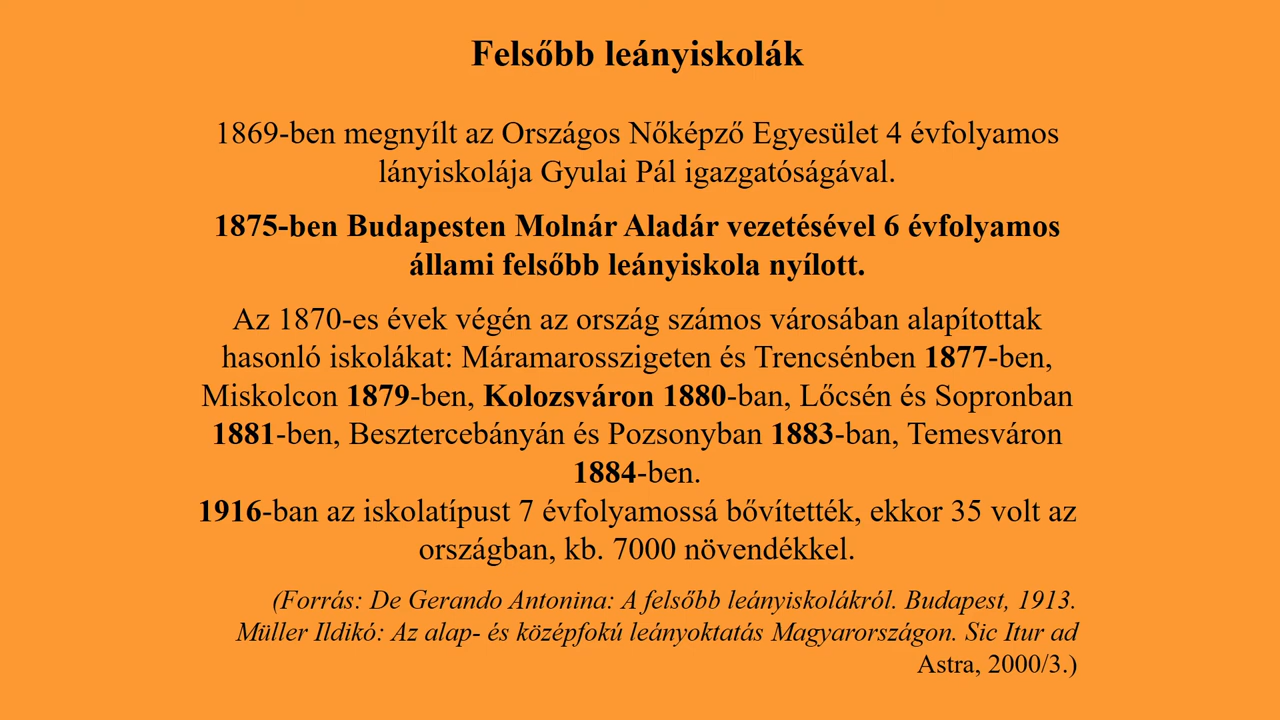 Felsőbb leányiskolák
1869-ben megnyílt az Országos Nőképző Egyesület 4 évfolyamos
lányiskolája Gyulai Pál igazgatóságával.
1875-ben Budapesten Molnár Aladár vezetésével 6 évfolyamos
állami felsőbb leányiskola nyílott.
Az 1870-es évek végén az ország számos városában alapítottak
hasonló iskolákat: Máramarosszigeten és Trencsénben 1877-ben,
Miskolcon 1879-ben, Kolozsváron 1880-ban, Lőcsén és Sopronban
1881-ben, Besztercebányán és Pozsonyban 1883-ban, Temesváron
1884-ben.
1916-ban az iskolatípust 7 évfolyamossá bővítették, ekkor 35 volt az
országban, kb. 7000 növendékkel.
(Forrás: De Gerando Antonina: A felsőbb leányiskolákról. Budapest, 1913.
Müller Ildikó: Az alap- és középfokú leányoktatás Magyarországon. Sic Itur ad
Astra, 2000/3.)